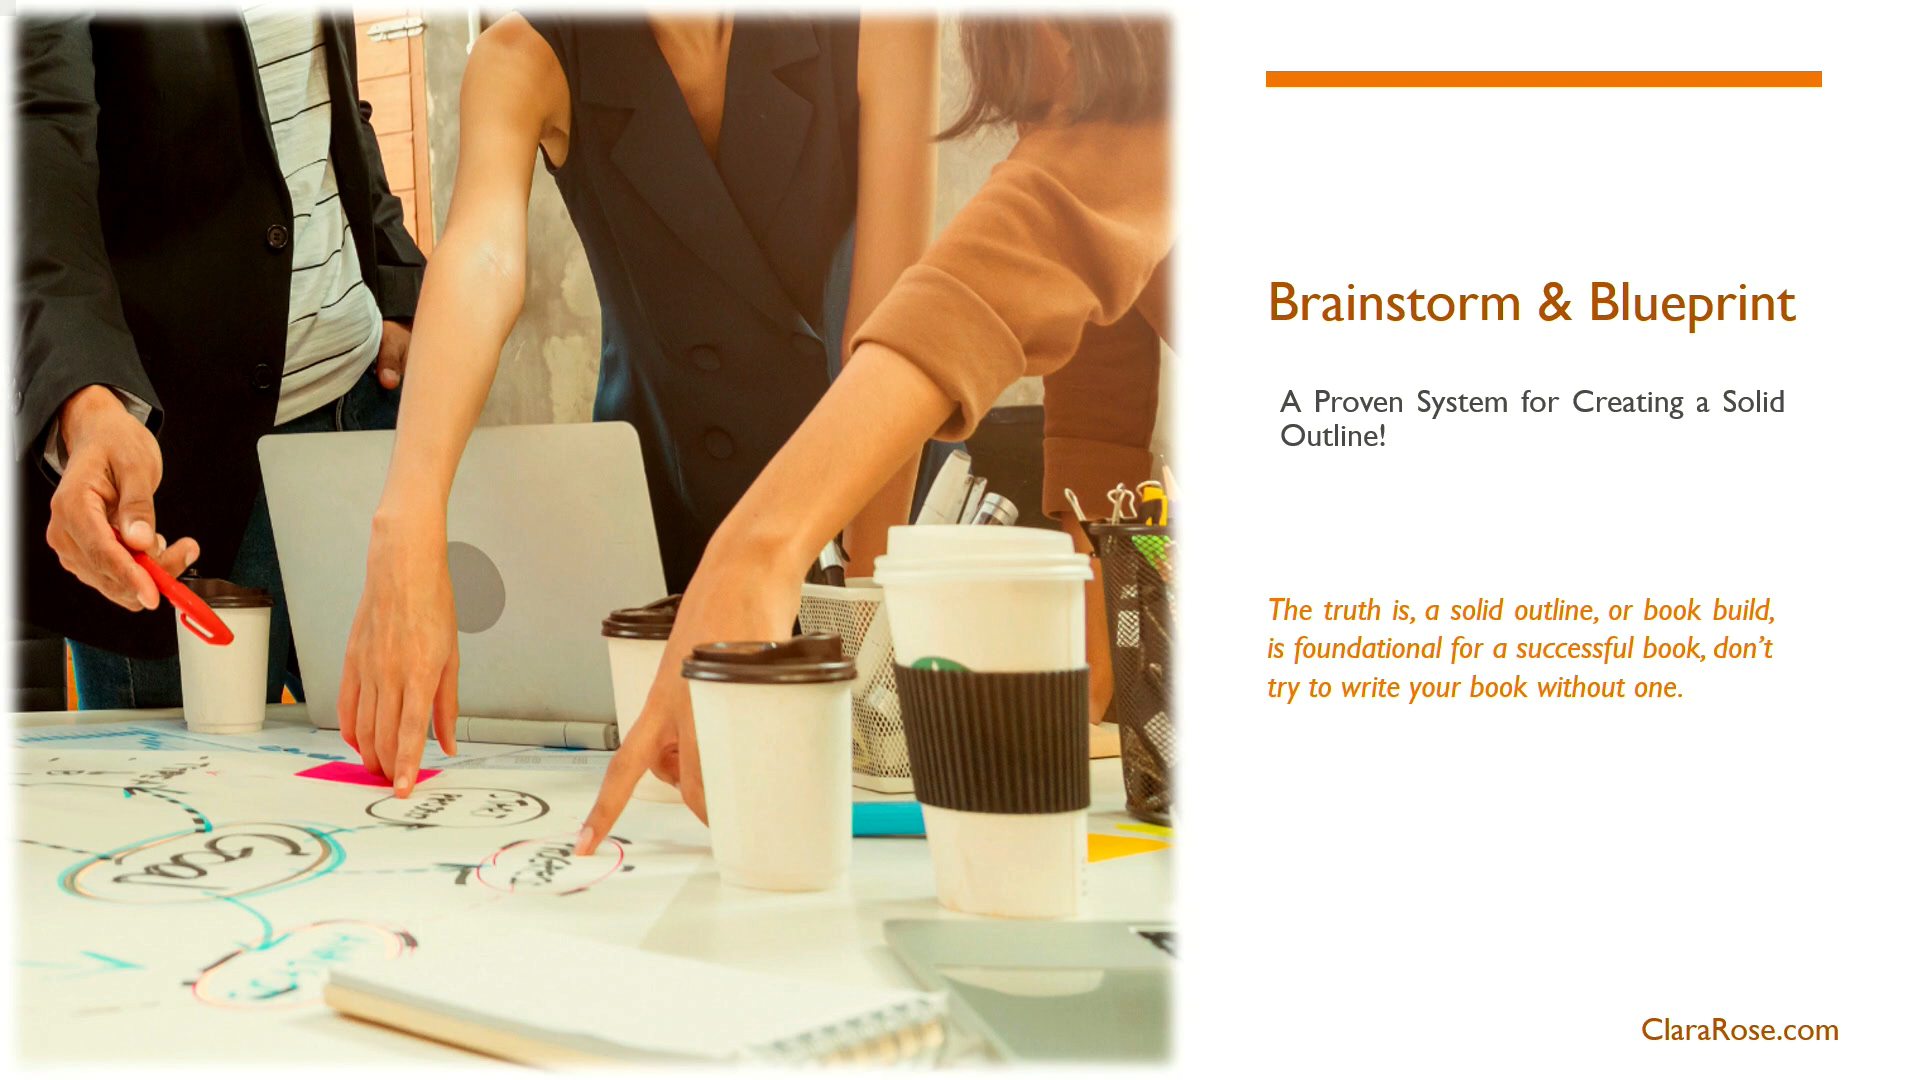 Brainstorm & Blueprint
A Proven System for Creating a Solid
Outline!
The truth is, a solid outline, or book build,
is foundational for a successful book, don’t
try to write your book without one.
ClaraRose.com